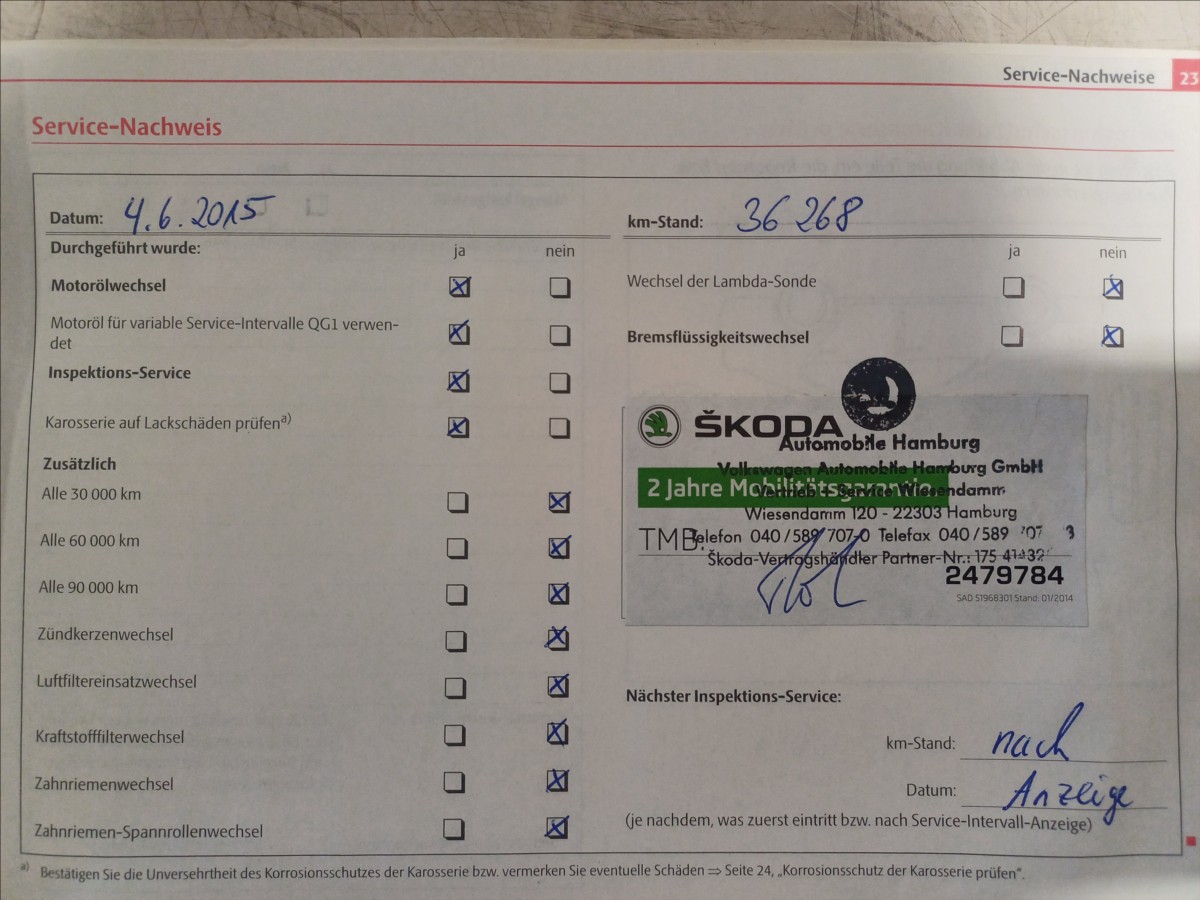 Service-Nachweise 23
Service-Nachweis
Datum: 4.6.2015
Durchgeführt wurde: ja nein
Motorölwechsel
Motoröl für variable Service-Intervalle QG1 verwen-
det
Inspektions-Service
Karosserie auf Lackschäden prüfen a)
Zusätzlich
Alle 30 000 km
Alle 60 000 km
Alle 90 000 km
Zündkerzenwechsel
Luftfiltereinsatzwechsel
Kraftstofffilterwechsel
Zahnriemenwechsel
Zahnriemen-Spannrollenwechsel
km-Stand: 36 268
ja nein
Wechsel der Lambda-Sonde
Bremsflüssigkeitswechsel
ŠKODA
Automobile Hamburg
Volkswagen Automobile Hamburg GmbH
2 Jahre Mobilitätsgarantie
Vertrieb + Service Wiesendamm
Wiesendamm 120 - 22303 Hamburg
TMB
Telefon 040/589 707-0 Telefax 040/589
Škoda-Vertragshändler Partner-Nr.: 175
2479784
SAD 51968301 Stand: 01/2014
Nächster Inspektions-Service:
km-Stand: nach
Datum: Anzeige
(je nachdem, was zuerst eintritt bzw. nach Service-Intervall-Anzeige)
a) Bestätigen Sie die Unversehrtheit des Korrosionsschutzes der Karosserie bzw. vermerken Sie eventuelle Schäden ⇒ Seite 24, „Korrosionsschutz der Karosserie prüfen“.